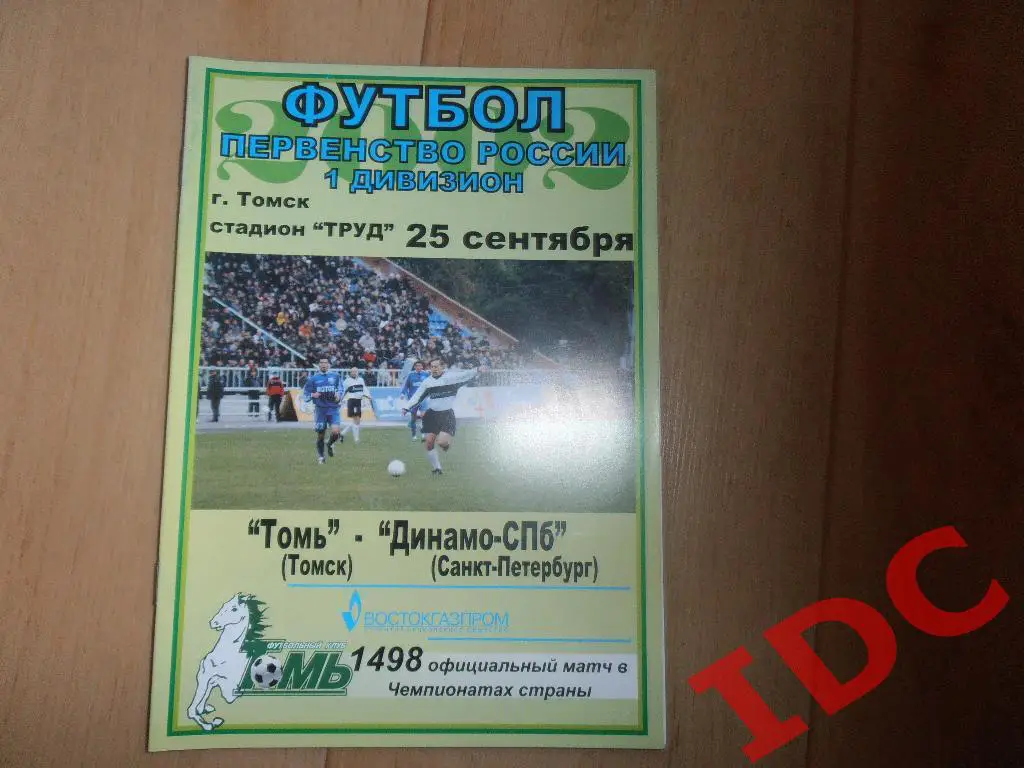 2002
ФУТБОЛ
ПЕРВЕНСТВО РОССИИ
1 ДИВИЗИОН
г. Томск
стадион “ТРУД” 25 сентября
“Томь” - “Динамо-СПб”
(Томск) (Санкт-Петербург)
ВОСТОКГАЗПРОМ
ФУТБОЛЬНЫЙ КЛУБ
ТОМЬ
1498 официальный матч в
Чемпионатах страны
IDC